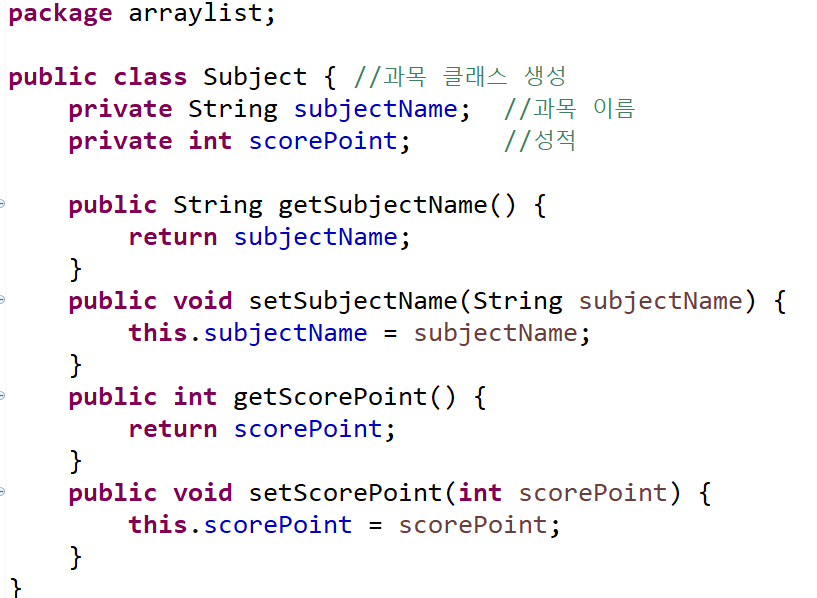 package arraylist;

public class Subject { //과목 클래스 생성
    private String subjectName;  //과목 이름
    private int scorePoint;      //성적

    public String getSubjectName() {
        return subjectName;
    }
    public void setSubjectName(String subjectName) {
        this.subjectName = subjectName;
    }
    public int getScorePoint() {
        return scorePoint;
    }
    public void setScorePoint(int scorePoint) {
        this.scorePoint = scorePoint;
    }
}